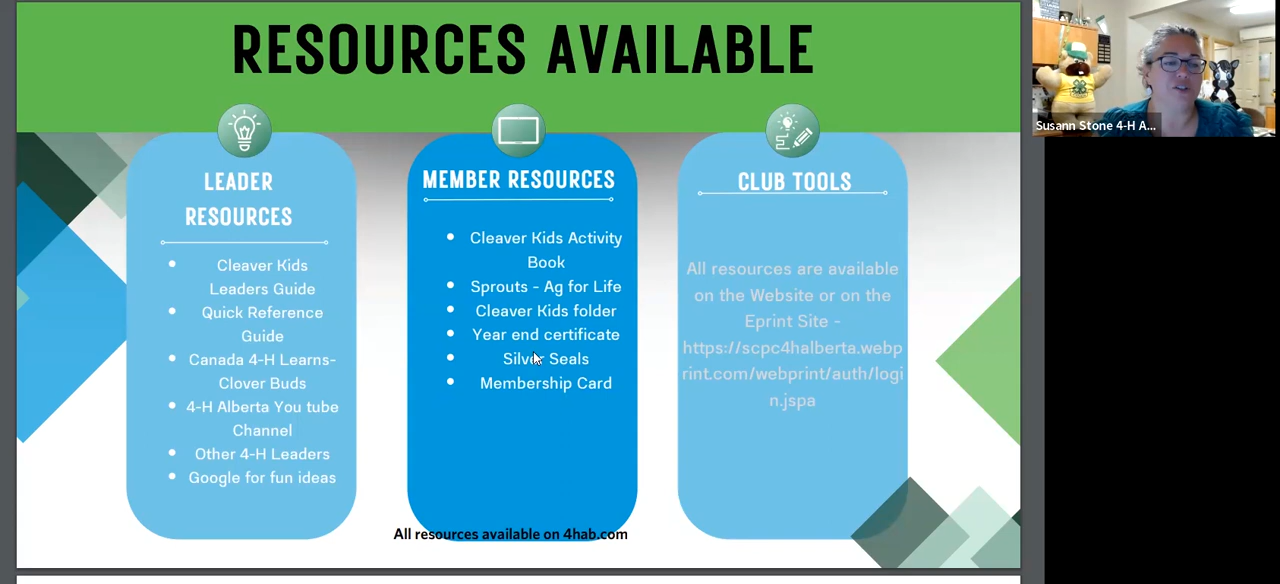 RESOURCES AVAILABLE
LEADER
RESOURCES
Cleaver Kids
Leaders Guide
Quick Reference
Guide
Canada 4-H Learns-
Clover Buds
4-H Alberta You tube
Channel
Other 4-H Leaders
Google for fun ideas
MEMBER RESOURCES
Cleaver Kids Activity
Book
Sprouts - Ag for Life
Cleaver Kids folder
Year end certificate
Silver Seals
Membership Card
CLUB TOOLS
All resources are available
on the Website or on the
Eprint Site -
https://scpc4halberta.webp
rint.com/webprint/auth/logi
n.jspa
All resources available on 4hab.com
Susann Stone 4-H A...